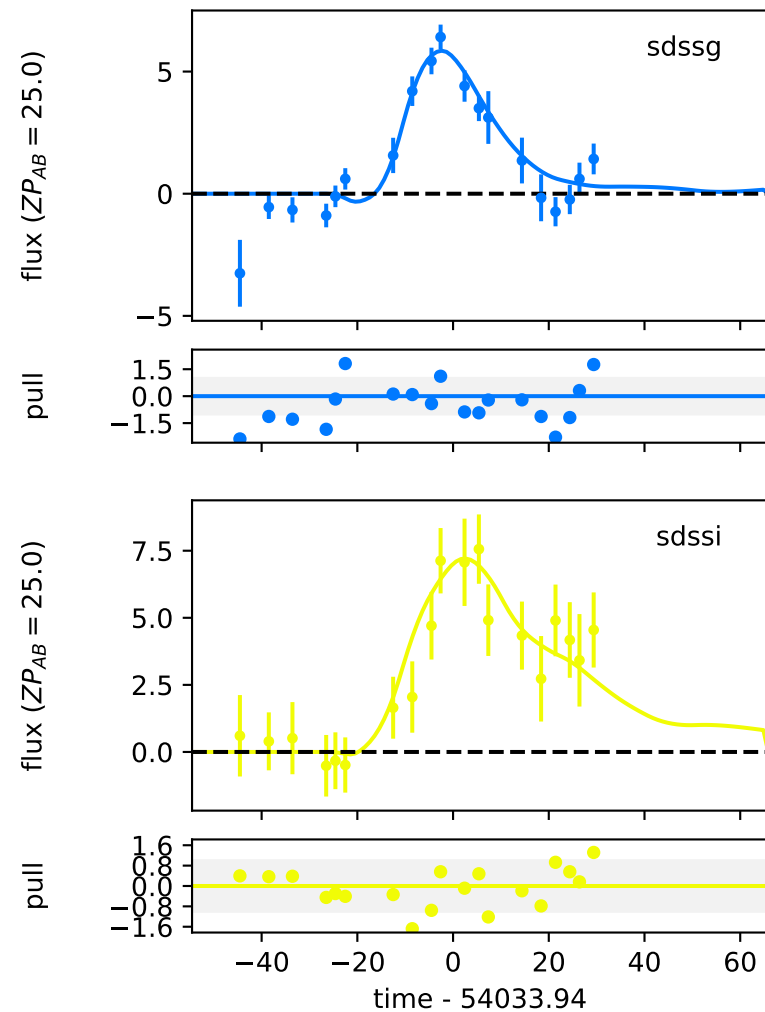 sdssg
flux (ZP_AB = 25.0)
5
0
−5
pull
1.5
0.0
−1.5
sdssi
flux (ZP_AB = 25.0)
7.5
5.0
2.5
0.0
pull
1.6
0.8
0.0
−0.8
−1.6
−40 −20 0 20 40 60
time - 54033.94